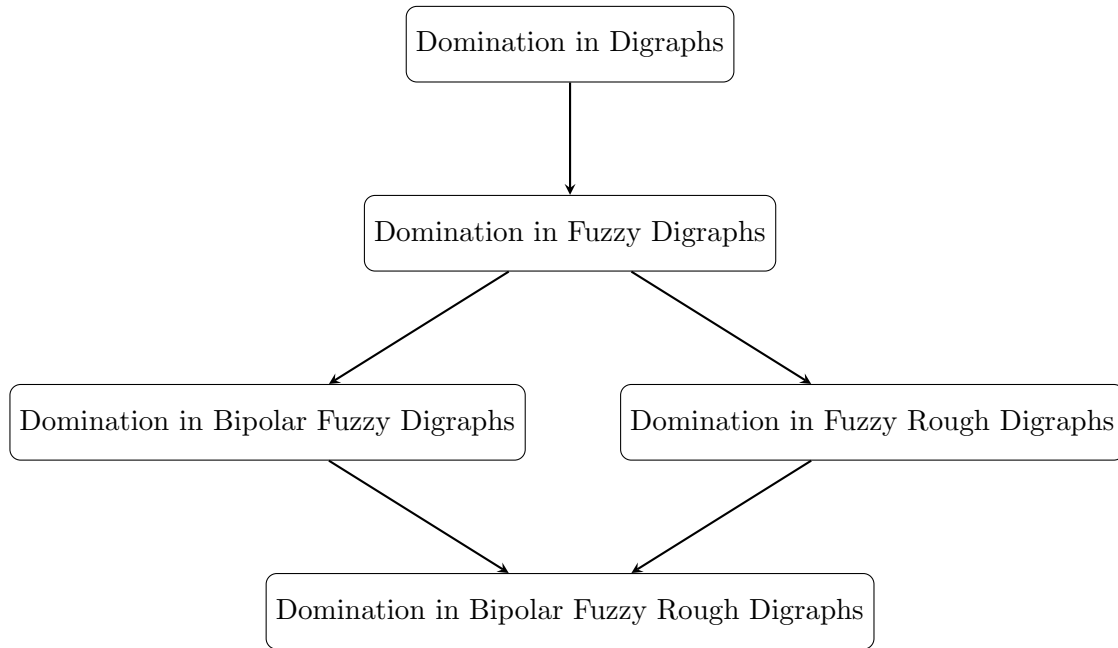 Domination in Digraphs
Domination in Fuzzy Digraphs
Domination in Bipolar Fuzzy Digraphs
Domination in Fuzzy Rough Digraphs
Domination in Bipolar Fuzzy Rough Digraphs